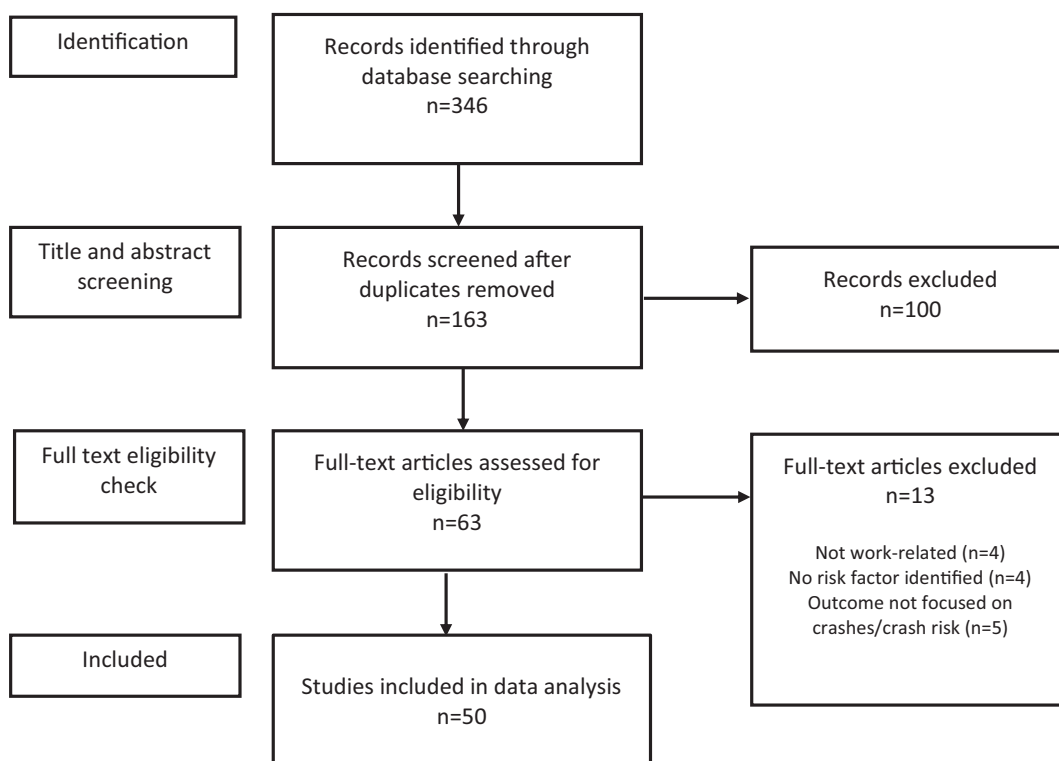 Identification
Records identified through
database searching
n=346
Title and abstract
screening
Records screened after
duplicates removed
n=163
Records excluded
n=100
Full text eligibility
check
Full-text articles assessed for
eligibility
n=63
Full-text articles excluded
n=13
Not work-related (n=4)
No risk factor identified (n=4)
Outcome not focused on
crashes/crash risk (n=5)
Included
Studies included in data analysis
n=50